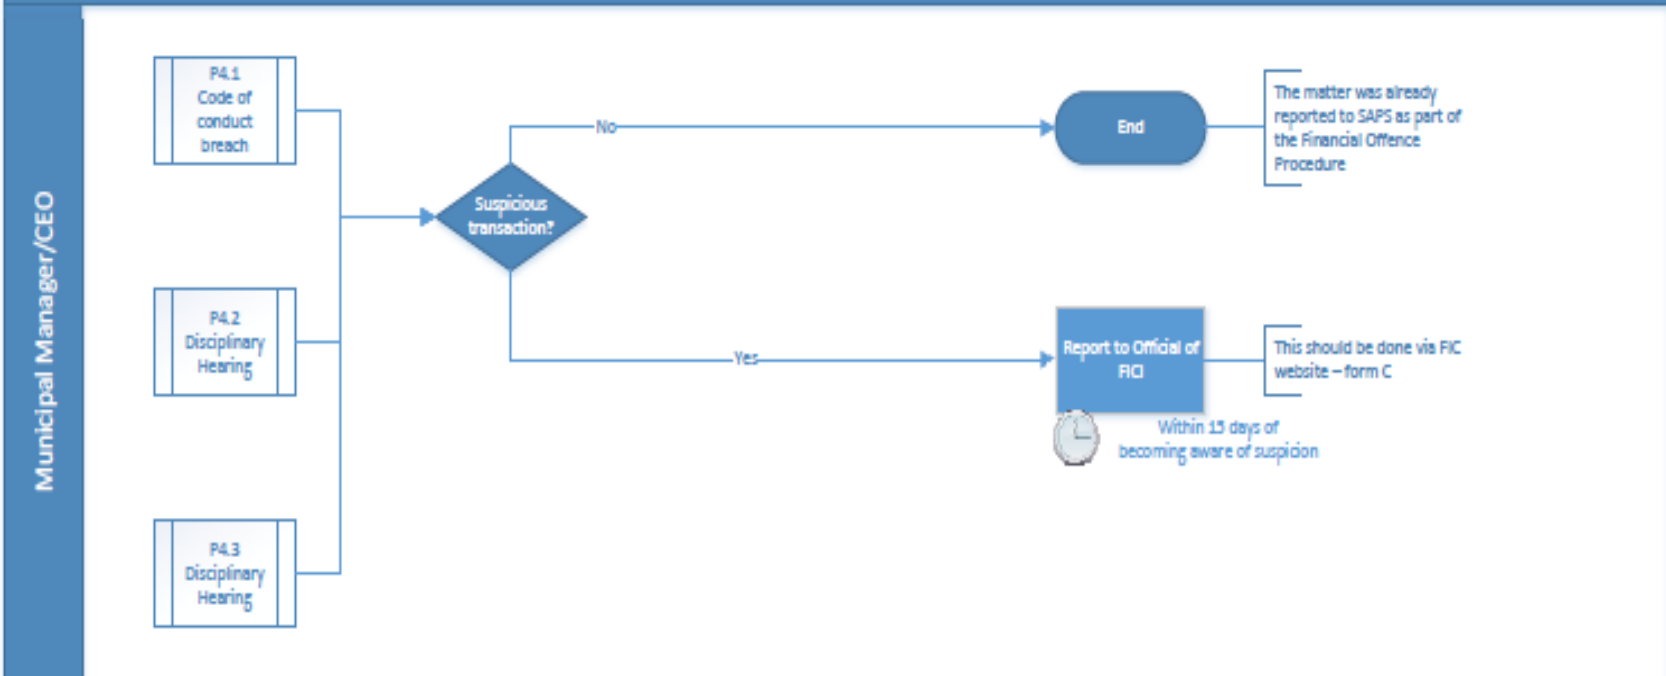 Municipal Manager/CEO
P4.1
Code of
conduct
breach
P4.2
Disciplinary
Hearing
P4.3
Disciplinary
Hearing
Suspicious
transaction?
No
Yes
End
The matter was already
reported to SAPS as part of
the Financial Offence
Procedure
Report to Official of
FICI
This should be done via FIC
website – form C
Within 15 days of
becoming aware of suspicion